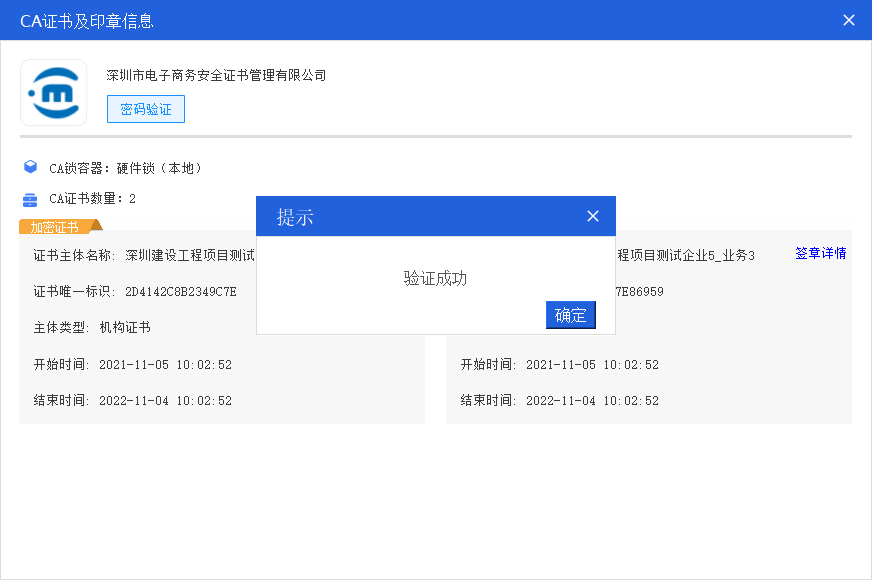 CA证书及印章信息
深圳市电子商务安全证书管理有限公司
密码验证
CA锁容器：硬件锁（本地）
CA证书数量：2
加密证书
证书主体名称: 深圳建设工程项目测试
程项目测试企业5_业务3
签章详情
证书唯一标识: 2D4142C8B2349C7E
7E86959
主体类型: 机构证书
开始时间: 2021-11-05 10:02:52
开始时间: 2021-11-05 10:02:52
结束时间: 2022-11-04 10:02:52
结束时间: 2022-11-04 10:02:52
提示
验证成功
确定